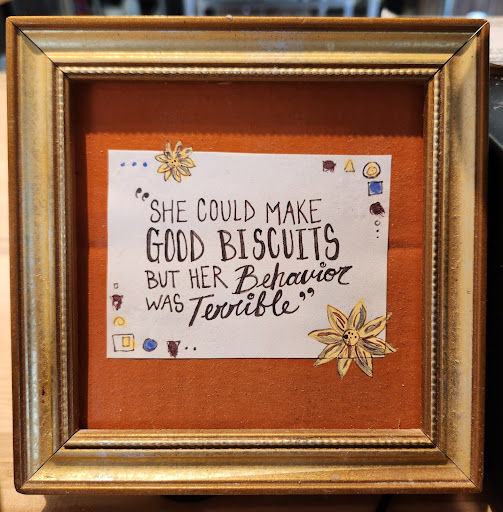 "SHE COULD MAKE
GOOD BISCUITS
BUT HER Behavior
WAS Terrible"